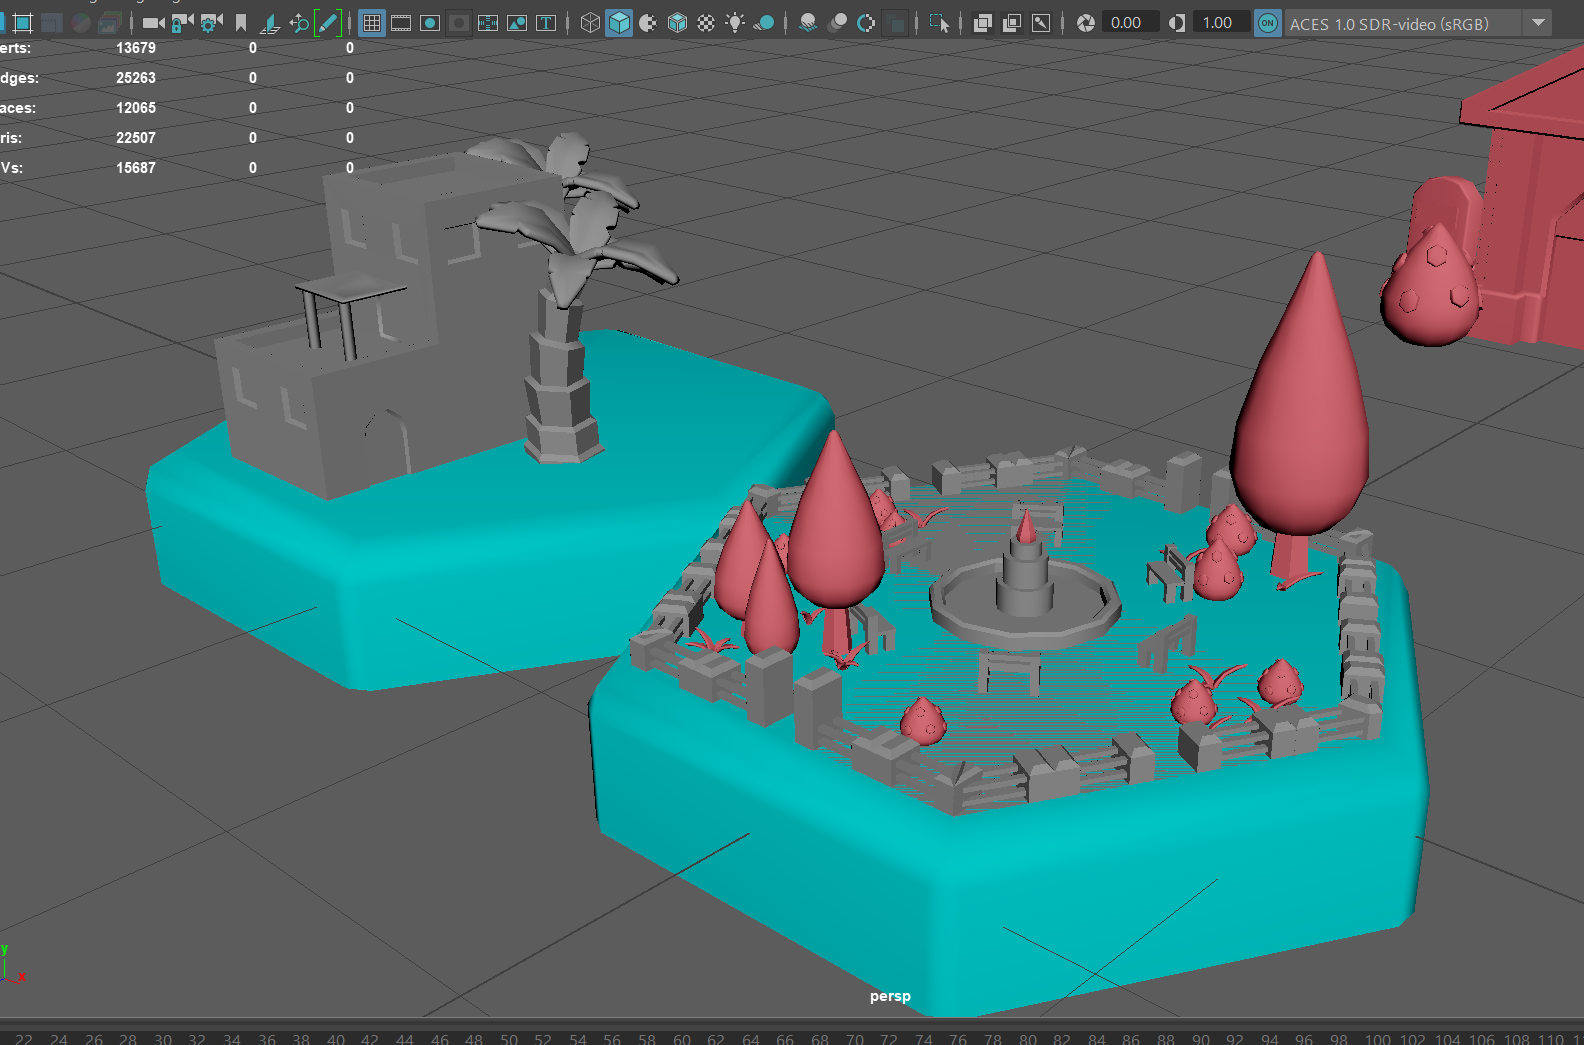 0.00 1.00 ON ACES 1.0 SDR-video (sRGB)
erts: 13679 0 0
dges: 25263 0 0
aces: 12065 0 0
ris: 22507 0 0
Vs: 15687 0 0
y
x
persp
22 24 26 28 30 32 34 36 38 40 42 44 46 48 50 52 54 56 58 60 62 64 66 68 70 72 74 76 78 80 82 84 86 88 90 92 94 96 98 100 102 104 106 108 110